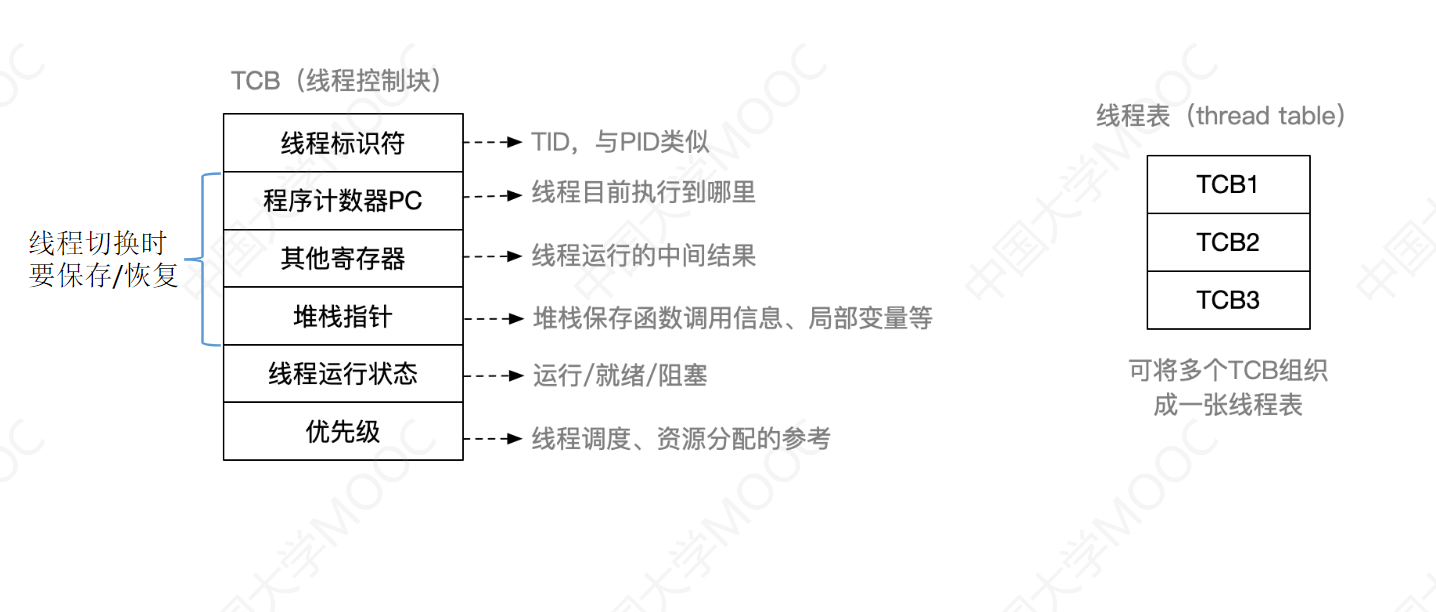 TCB（线程控制块）
线程标识符
TID，与PID类似
程序计数器PC
线程目前执行到哪里
其他寄存器
线程运行的中间结果
堆栈指针
堆栈保存函数调用信息、局部变量等
线程运行状态
运行/就绪/阻塞
优先级
线程调度、资源分配的参考
线程切换时
要保存/恢复
线程表（thread table）
TCB1
TCB2
TCB3
可将多个TCB组织
成一张线程表
中国大学MOOC